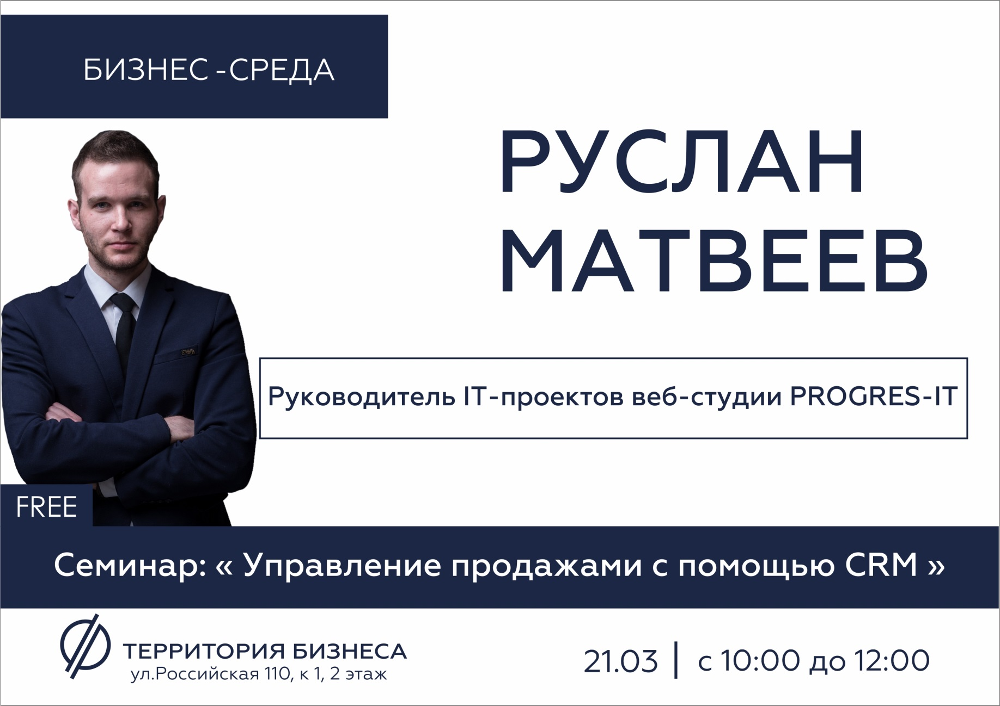 БИЗНЕС -СРЕДА
РУСЛАН
МАТВЕЕВ
Руководитель IT-проектов веб-студии PROGRES-IT
FREE
Семинар: « Управление продажами с помощью CRM »
ТЕРРИТОРИЯ БИЗНЕСА
ул.Российская 110, к 1, 2 этаж
21.03 | с 10:00 до 12:00